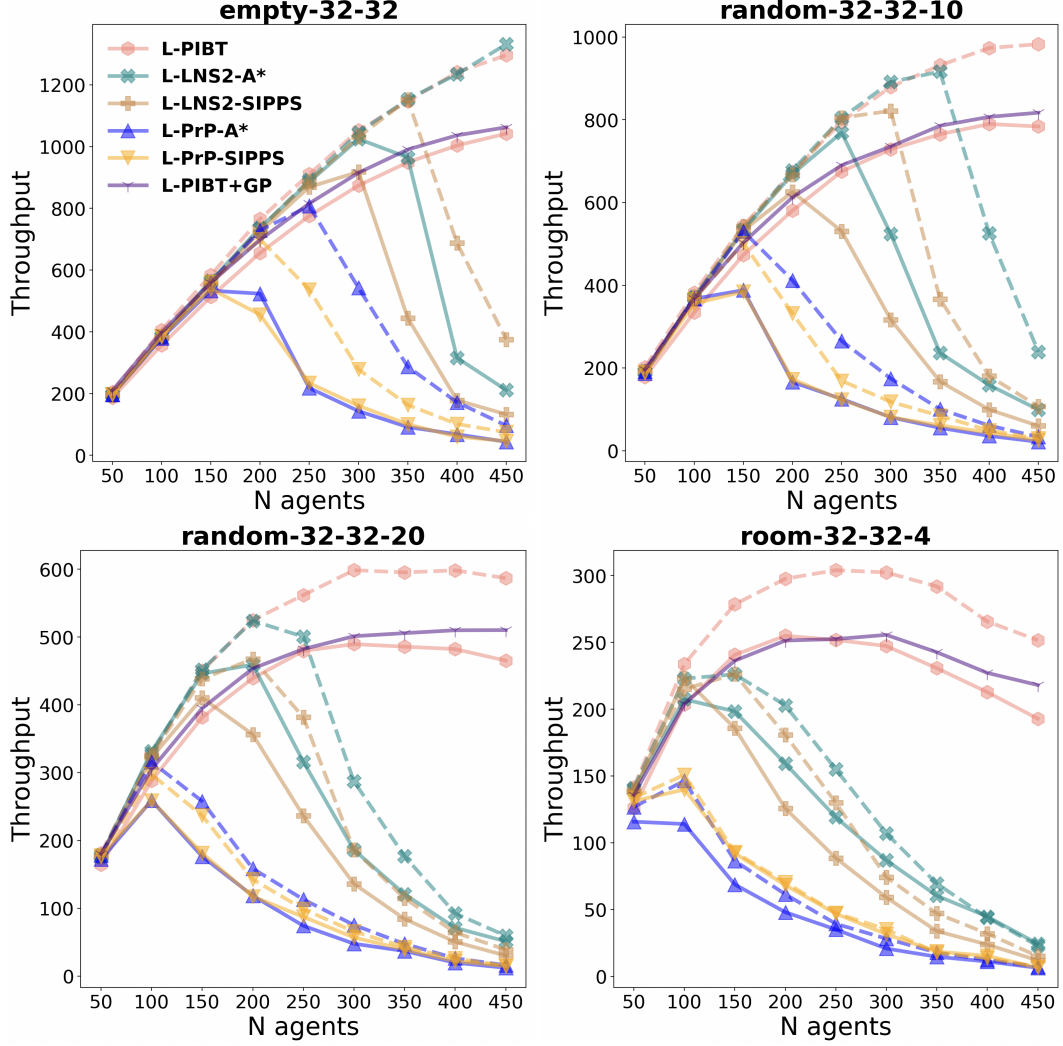 empty-32-32
1200
1000
800
600
400
200
0
Throughput
L-PIBT
L-LNS2-A*
L-LNS2-SIPPS
L-PrP-A*
L-PrP-SIPPS
L-PIBT+GP
50 100 150 200 250 300 350 400 450
N agents
random-32-32-10
1000
800
600
400
200
0
Throughput
50 100 150 200 250 300 350 400 450
N agents
random-32-32-20
600
500
400
300
200
100
0
Throughput
50 100 150 200 250 300 350 400 450
N agents
room-32-32-4
300
250
200
150
100
50
0
Throughput
50 100 150 200 250 300 350 400 450
N agents